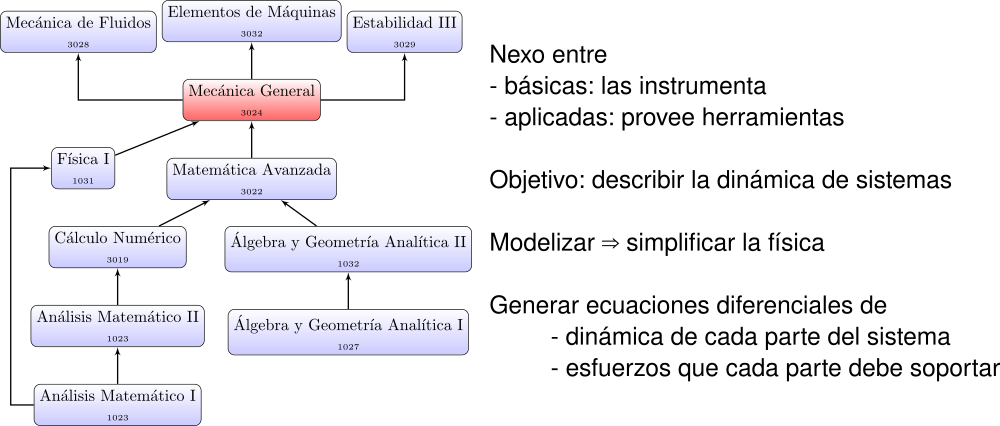 Mecánica de Fluidos
3028
Elementos de Máquinas
3032
Estabilidad III
3029
Mecánica General
3024
Física I
1031
Matemática Avanzada
3022
Cálculo Numérico
3019
Álgebra y Geometría Analítica II
1032
Análisis Matemático II
1023
Álgebra y Geometría Analítica I
1027
Análisis Matemático I
1023
Nexo entre
- básicas: las instrumenta
- aplicadas: provee herramientas
Objetivo: describir la dinámica de sistemas
Modelizar ⇒ simplificar la física
Generar ecuaciones diferenciales de
- dinámica de cada parte del sistema
- esfuerzos que cada parte debe soportar